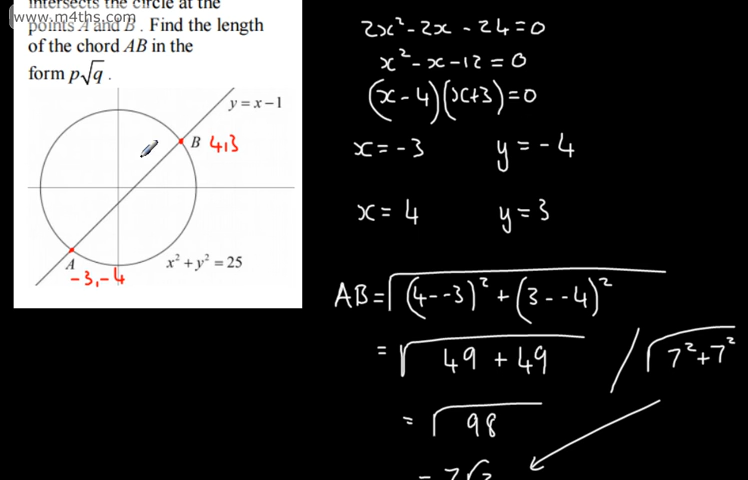 intersects the circle at the
www.m4ths.com
points A and B . Find the length
of the chord AB in the
form p√q .
y = x − 1
B 4,3
A
-3,-4
x² + y² = 25
2x² - 2x - 24 = 0
x² - x - 12 = 0
(x - 4)(x+3) = 0
x = -3 y = -4
x = 4 y = 3
AB = √(4--3)² + (3--4)²
= √49 + 49 / √7² + 7²
= √98